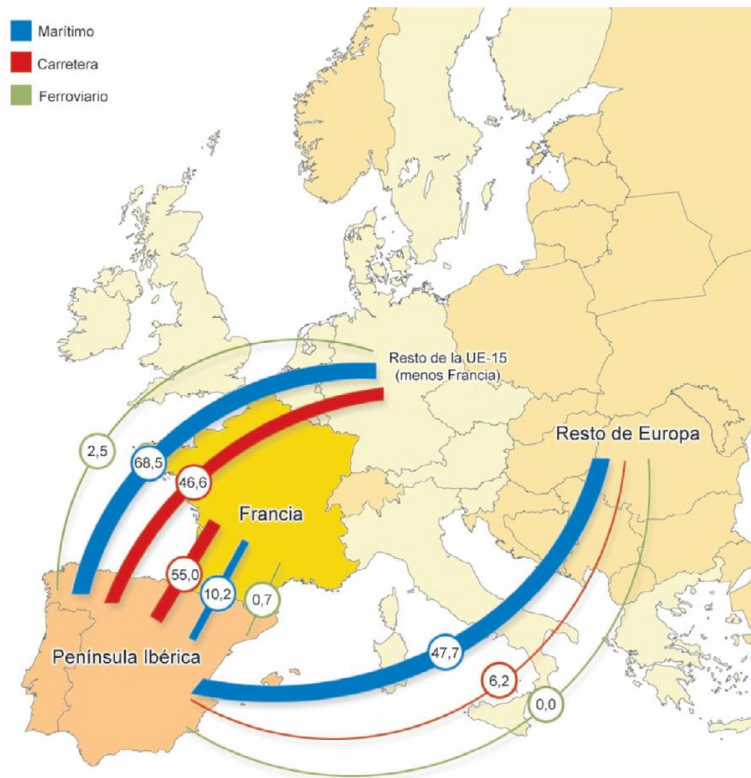 Marítimo
Carretera
Ferroviario
Resto de la UE-15
(menos Francia)
Resto de Europa
2,5
68,5
46,6
Francia
55,0
10,2
0,7
Península Ibérica
47,7
6,2
0,0